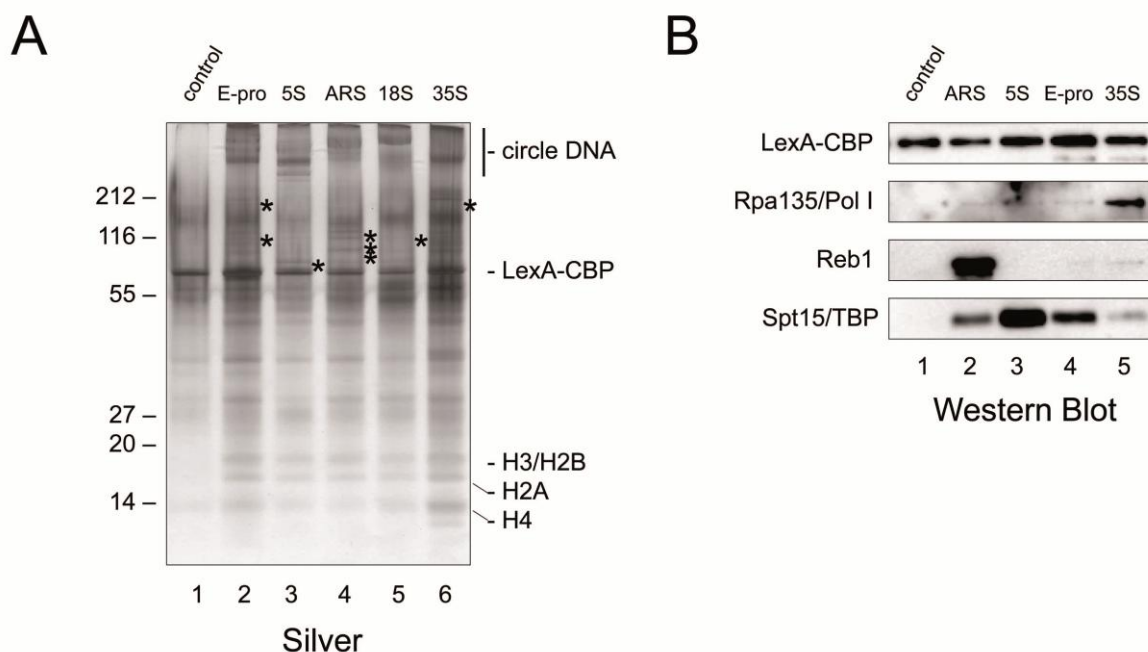 A
control E-pro 5S ARS 18S 35S
212 –
116 –
55 –
27 –
20 –
14 –
* * * * * * * *
- circle DNA
- LexA-CBP
- H3/H2B
- H2A
- H4
1 2 3 4 5 6
Silver
B
control ARS 5S E-pro 35S
LexA-CBP
Rpa135/Pol I
Reb1
Spt15/TBP
1 2 3 4 5
Western Blot